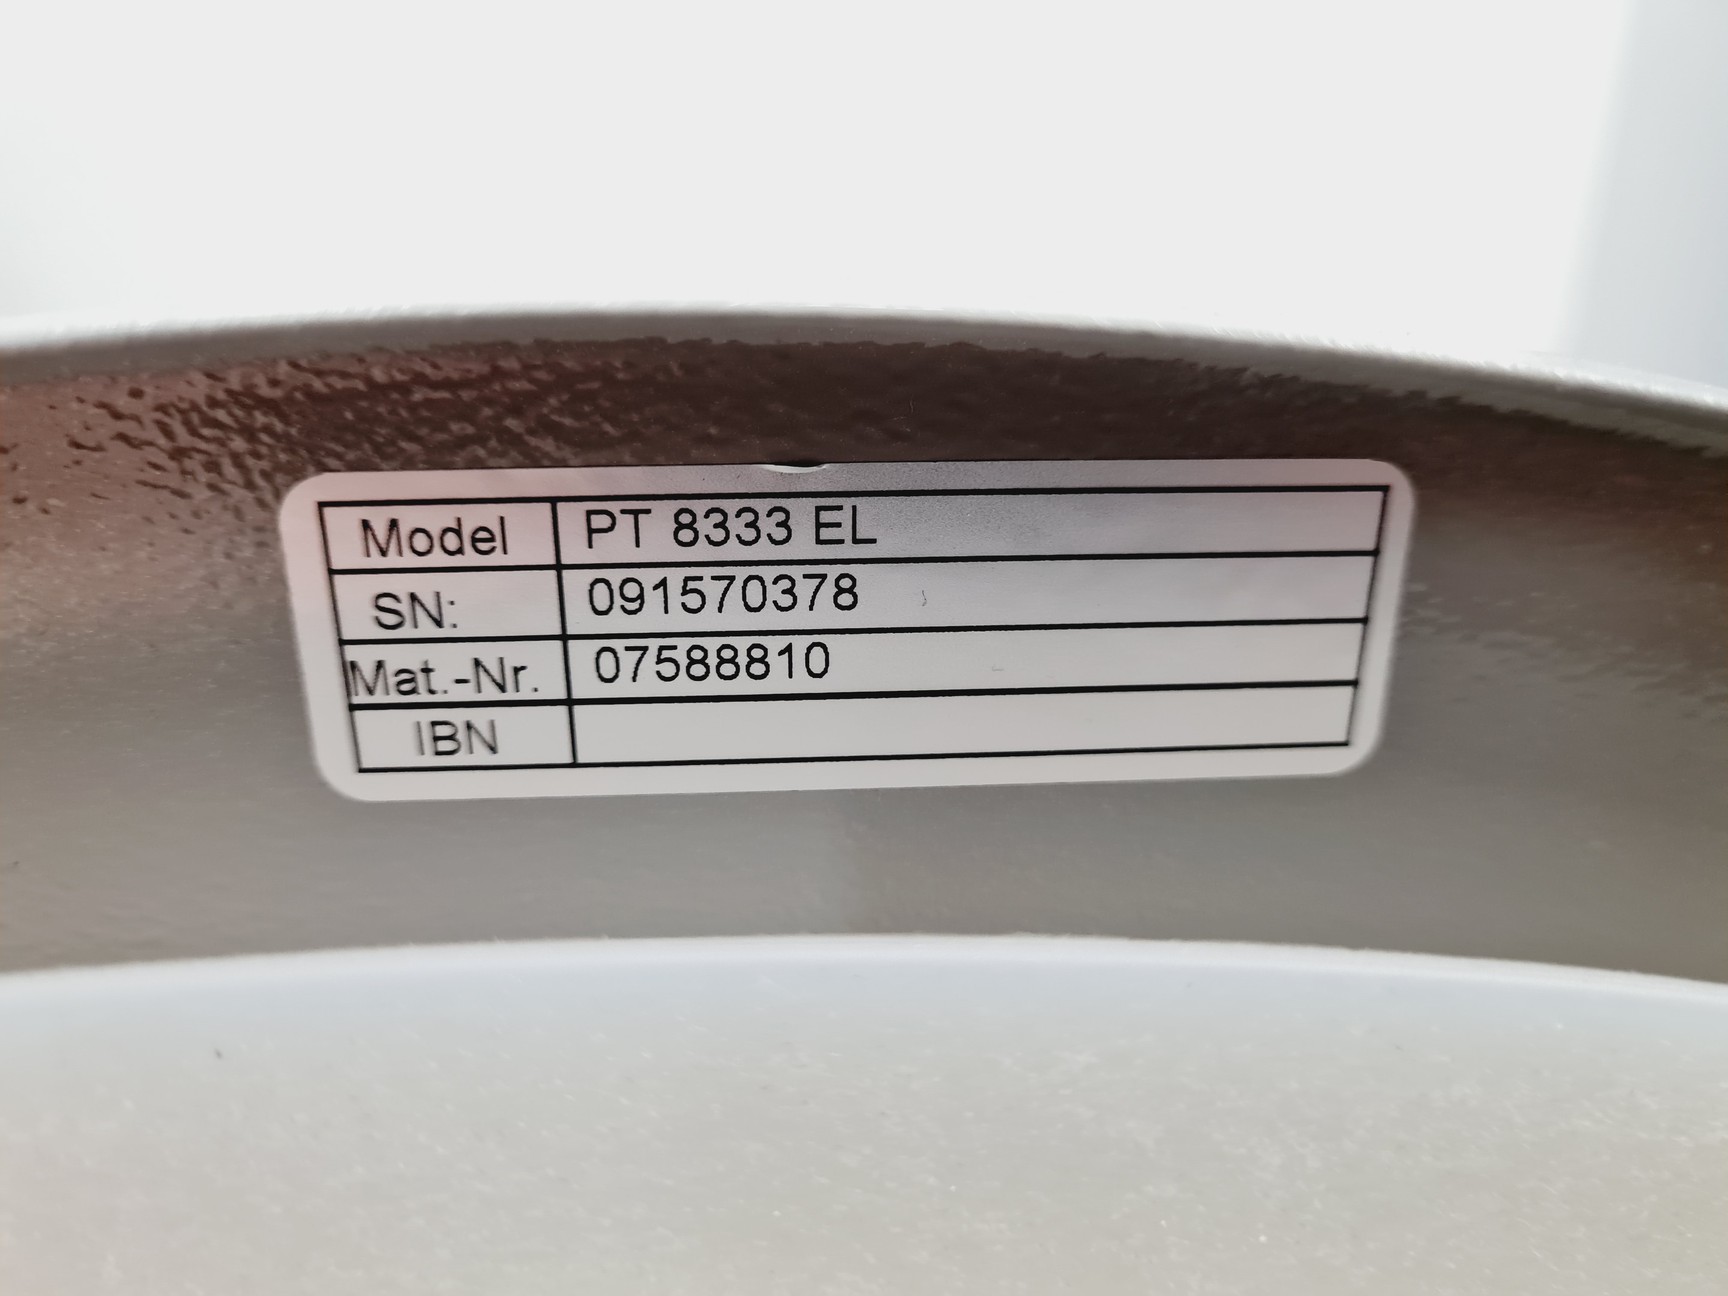 Model PT 8333 EL
SN: 091570378
Mat.-Nr. 07588810
IBN